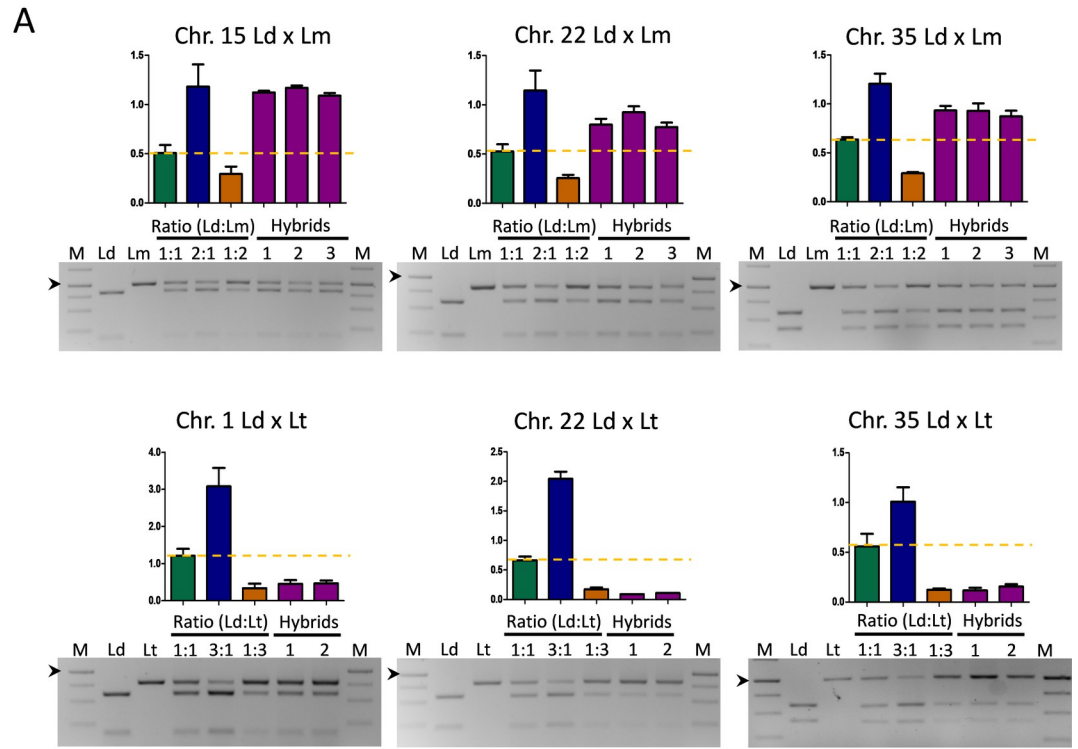 A
Chr. 15 Ld x Lm
1.5
1.0
0.5
0.0
Ratio (Ld:Lm) Hybrids
M Ld Lm 1:1 2:1 1:2 1 2 3 M
Chr. 22 Ld x Lm
1.5
1.0
0.5
0.0
Ratio (Ld:Lm) Hybrids
M Ld Lm 1:1 2:1 1:2 1 2 3 M
Chr. 35 Ld x Lm
1.5
1.0
0.5
0.0
Ratio (Ld:Lm) Hybrids
M Ld Lm 1:1 2:1 1:2 1 2 3 M
Chr. 1 Ld x Lt
4.0
3.0
2.0
1.0
0.0
Ratio (Ld:Lt) Hybrids
M Ld Lt 1:1 3:1 1:3 1 2 M
Chr. 22 Ld x Lt
2.5
2.0
1.5
1.0
0.5
0.0
Ratio (Ld:Lt) Hybrids
M Ld Lt 1:1 3:1 1:3 1 2 M
Chr. 35 Ld x Lt
1.5
1.0
0.5
0.0
Ratio (Ld:Lt) Hybrids
M Ld Lt 1:1 3:1 1:3 1 2 M